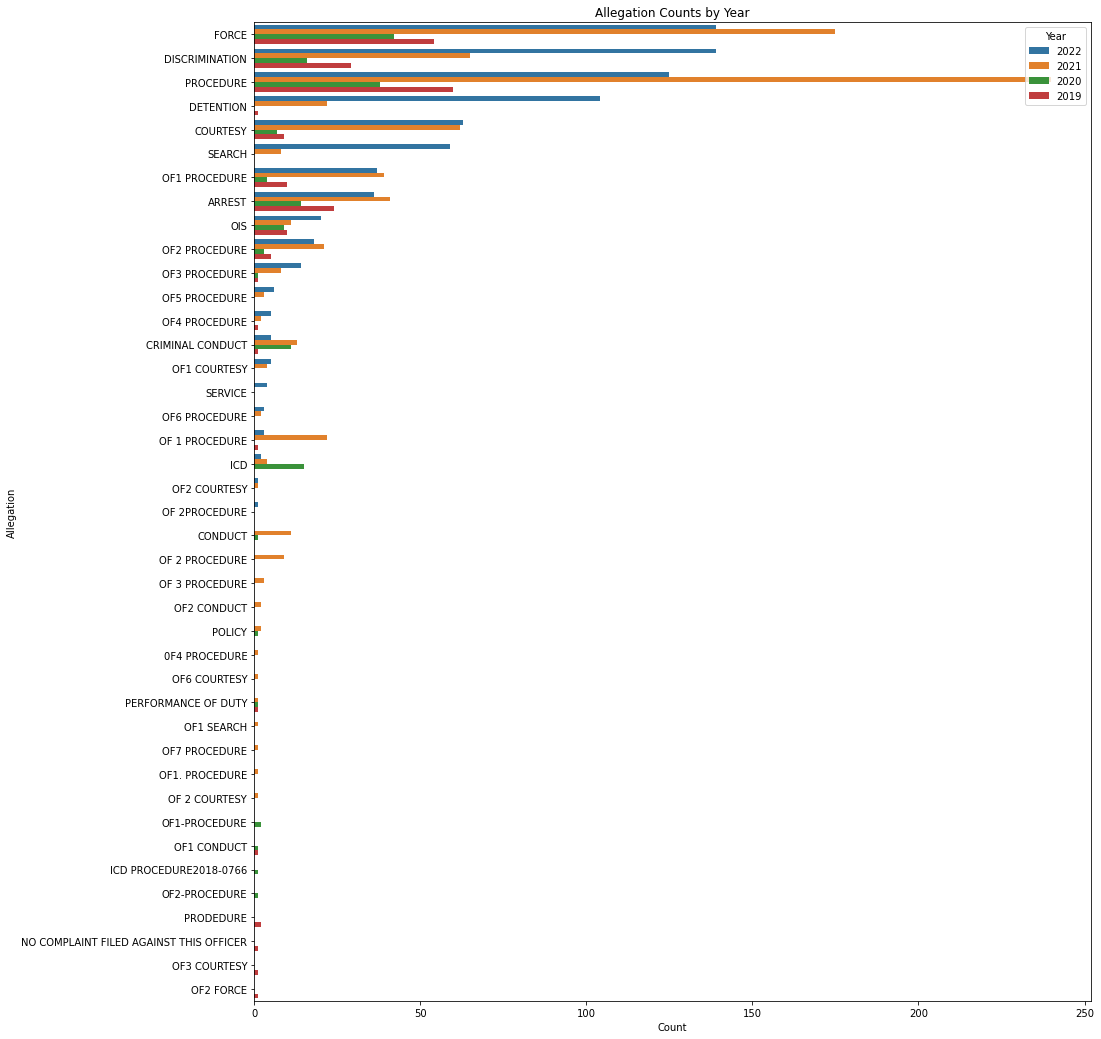 Allegation Counts by Year
FORCE
DISCRIMINATION
PROCEDURE
DETENTION
COURTESY
SEARCH
OF1 PROCEDURE
ARREST
OIS
OF2 PROCEDURE
OF3 PROCEDURE
OF5 PROCEDURE
OF4 PROCEDURE
CRIMINAL CONDUCT
OF1 COURTESY
SERVICE
OF6 PROCEDURE
OF 1 PROCEDURE
ICD
OF2 COURTESY
OF 2PROCEDURE
CONDUCT
OF 2 PROCEDURE
OF 3 PROCEDURE
OF2 CONDUCT
POLICY
0F4 PROCEDURE
OF6 COURTESY
PERFORMANCE OF DUTY
OF1 SEARCH
OF7 PROCEDURE
OF1. PROCEDURE
OF 2 COURTESY
OF1-PROCEDURE
OF1 CONDUCT
ICD PROCEDURE2018-0766
OF2-PROCEDURE
PRODEDURE
NO COMPLAINT FILED AGAINST THIS OFFICER
OF3 COURTESY
OF2 FORCE
Allegation
Year
2022
2021
2020
2019
0 50 100 150 200 250
Count